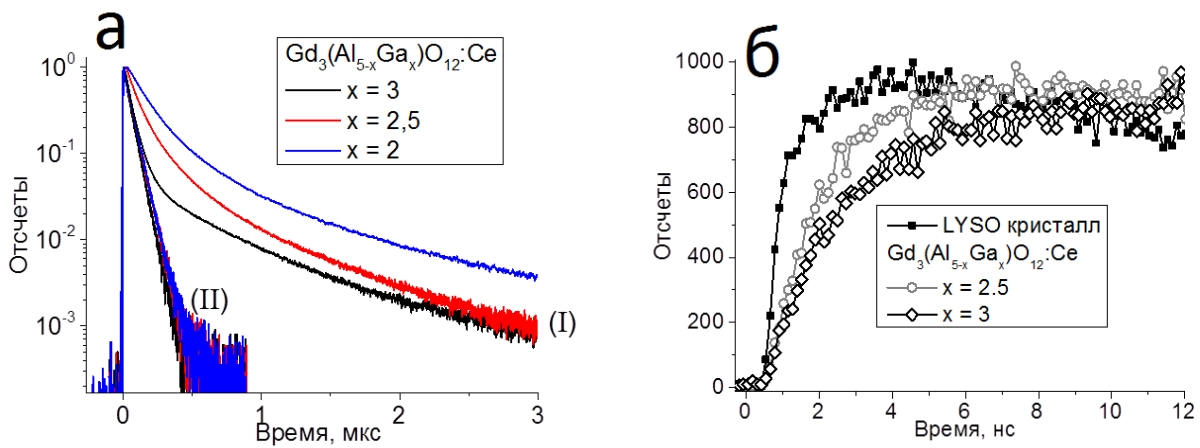 а
Gd₃(Al₅₋ₓGaₓ)O₁₂:Ce
x = 3
x = 2,5
x = 2
10⁰
10⁻¹
10⁻²
10⁻³
Отсчеты
(II)
(I)
0
1
2
3
Время, мкс
б
1000
800
600
400
200
0
Отсчеты
LYSO кристалл
Gd₃(Al₅₋ₓGaₓ)O₁₂:Ce
x = 2.5
x = 3
0
2
4
6
8
10
12
Время, нс